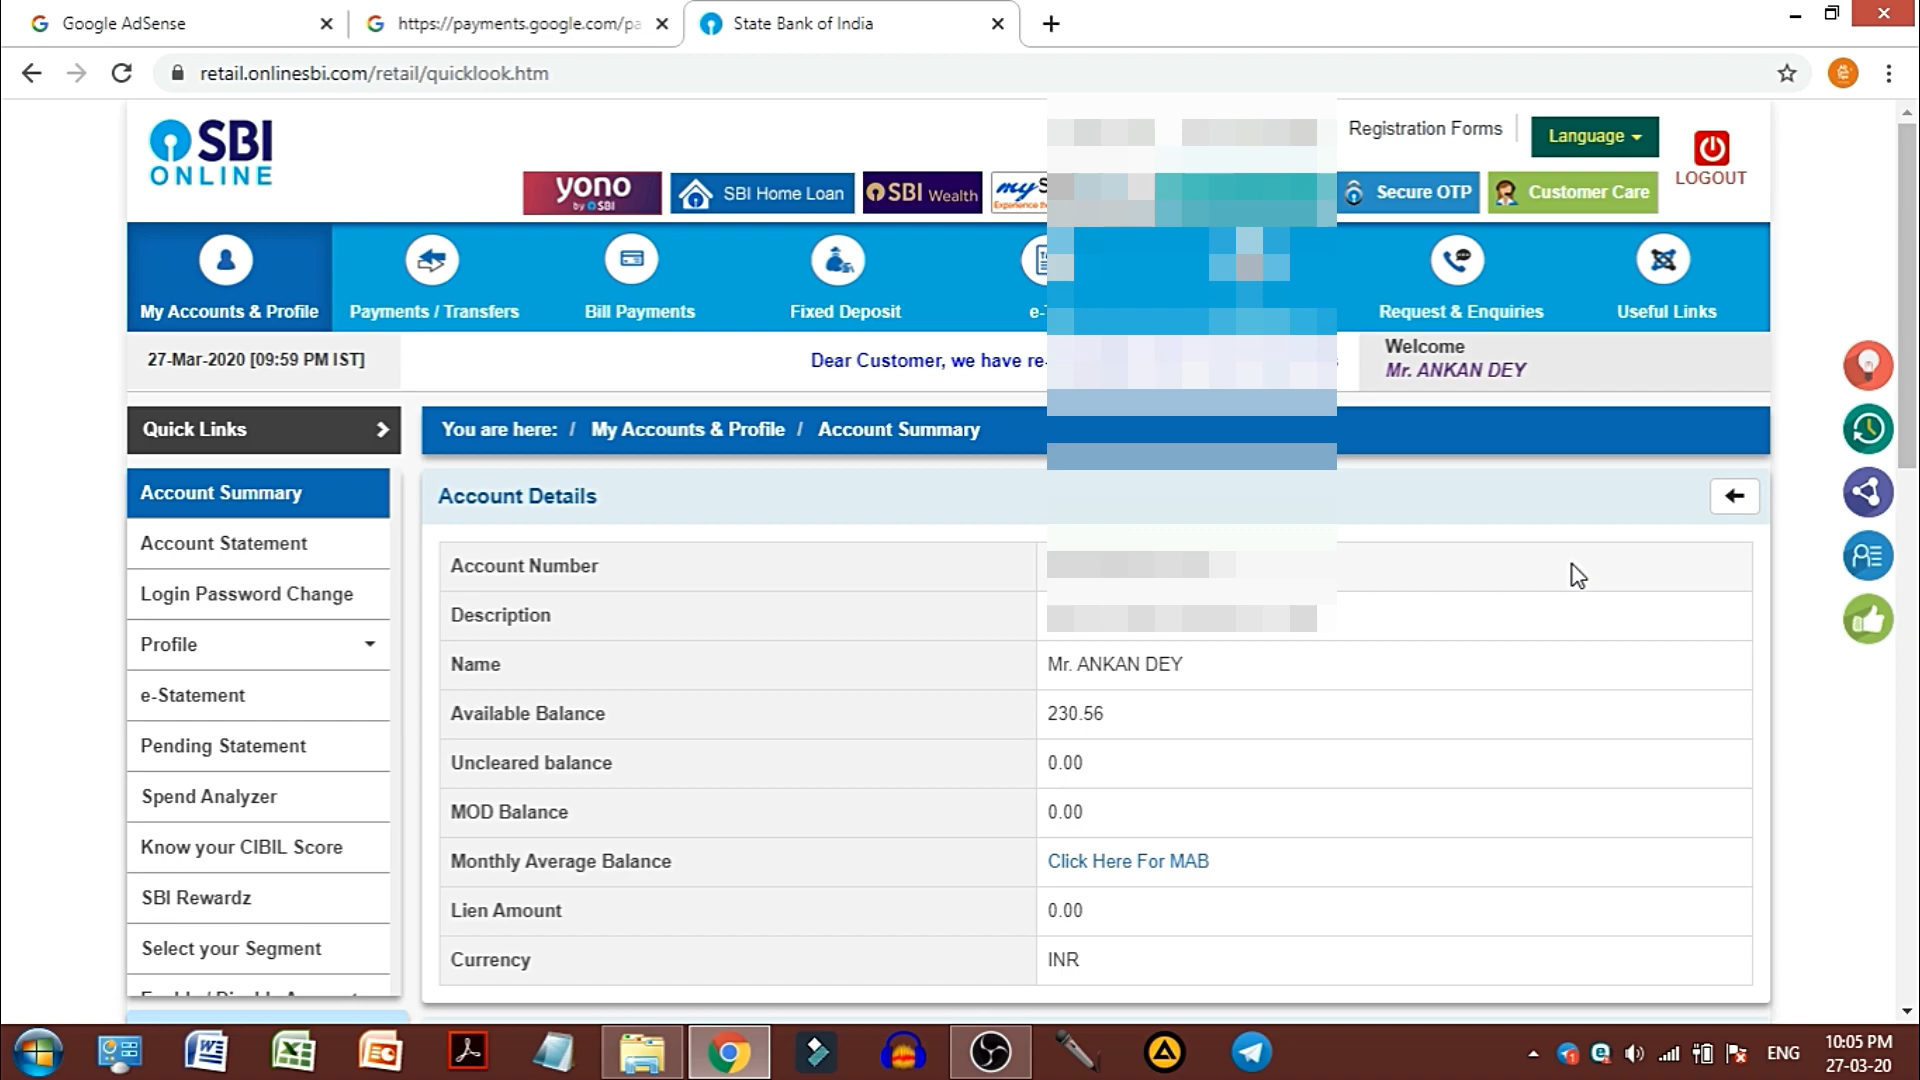 Google AdSense
https://payments.google.com/pa
State Bank of India
retail.onlinesbi.com/retail/quicklook.htm
SBI
ONLINE
Registration Forms
Language
LOGOUT
yono
by SBI
SBI Home Loan
SBI Wealth
Secure OTP
Customer Care
My Accounts & Profile
Payments / Transfers
Bill Payments
Fixed Deposit
Request & Enquiries
Useful Links
27-Mar-2020 [09:59 PM IST]
Dear Customer, we have re-
Welcome
Mr. ANKAN DEY
Quick Links
You are here: / My Accounts & Profile / Account Summary
Account Summary
Account Statement
Login Password Change
Profile
e-Statement
Pending Statement
Spend Analyzer
Know your CIBIL Score
SBI Rewardz
Select your Segment
Account Details
Account Number
Description
Name Mr. ANKAN DEY
Available Balance 230.56
Uncleared balance 0.00
MOD Balance 0.00
Monthly Average Balance Click Here For MAB
Lien Amount 0.00
Currency INR
ENG
10:05 PM
27-03-20